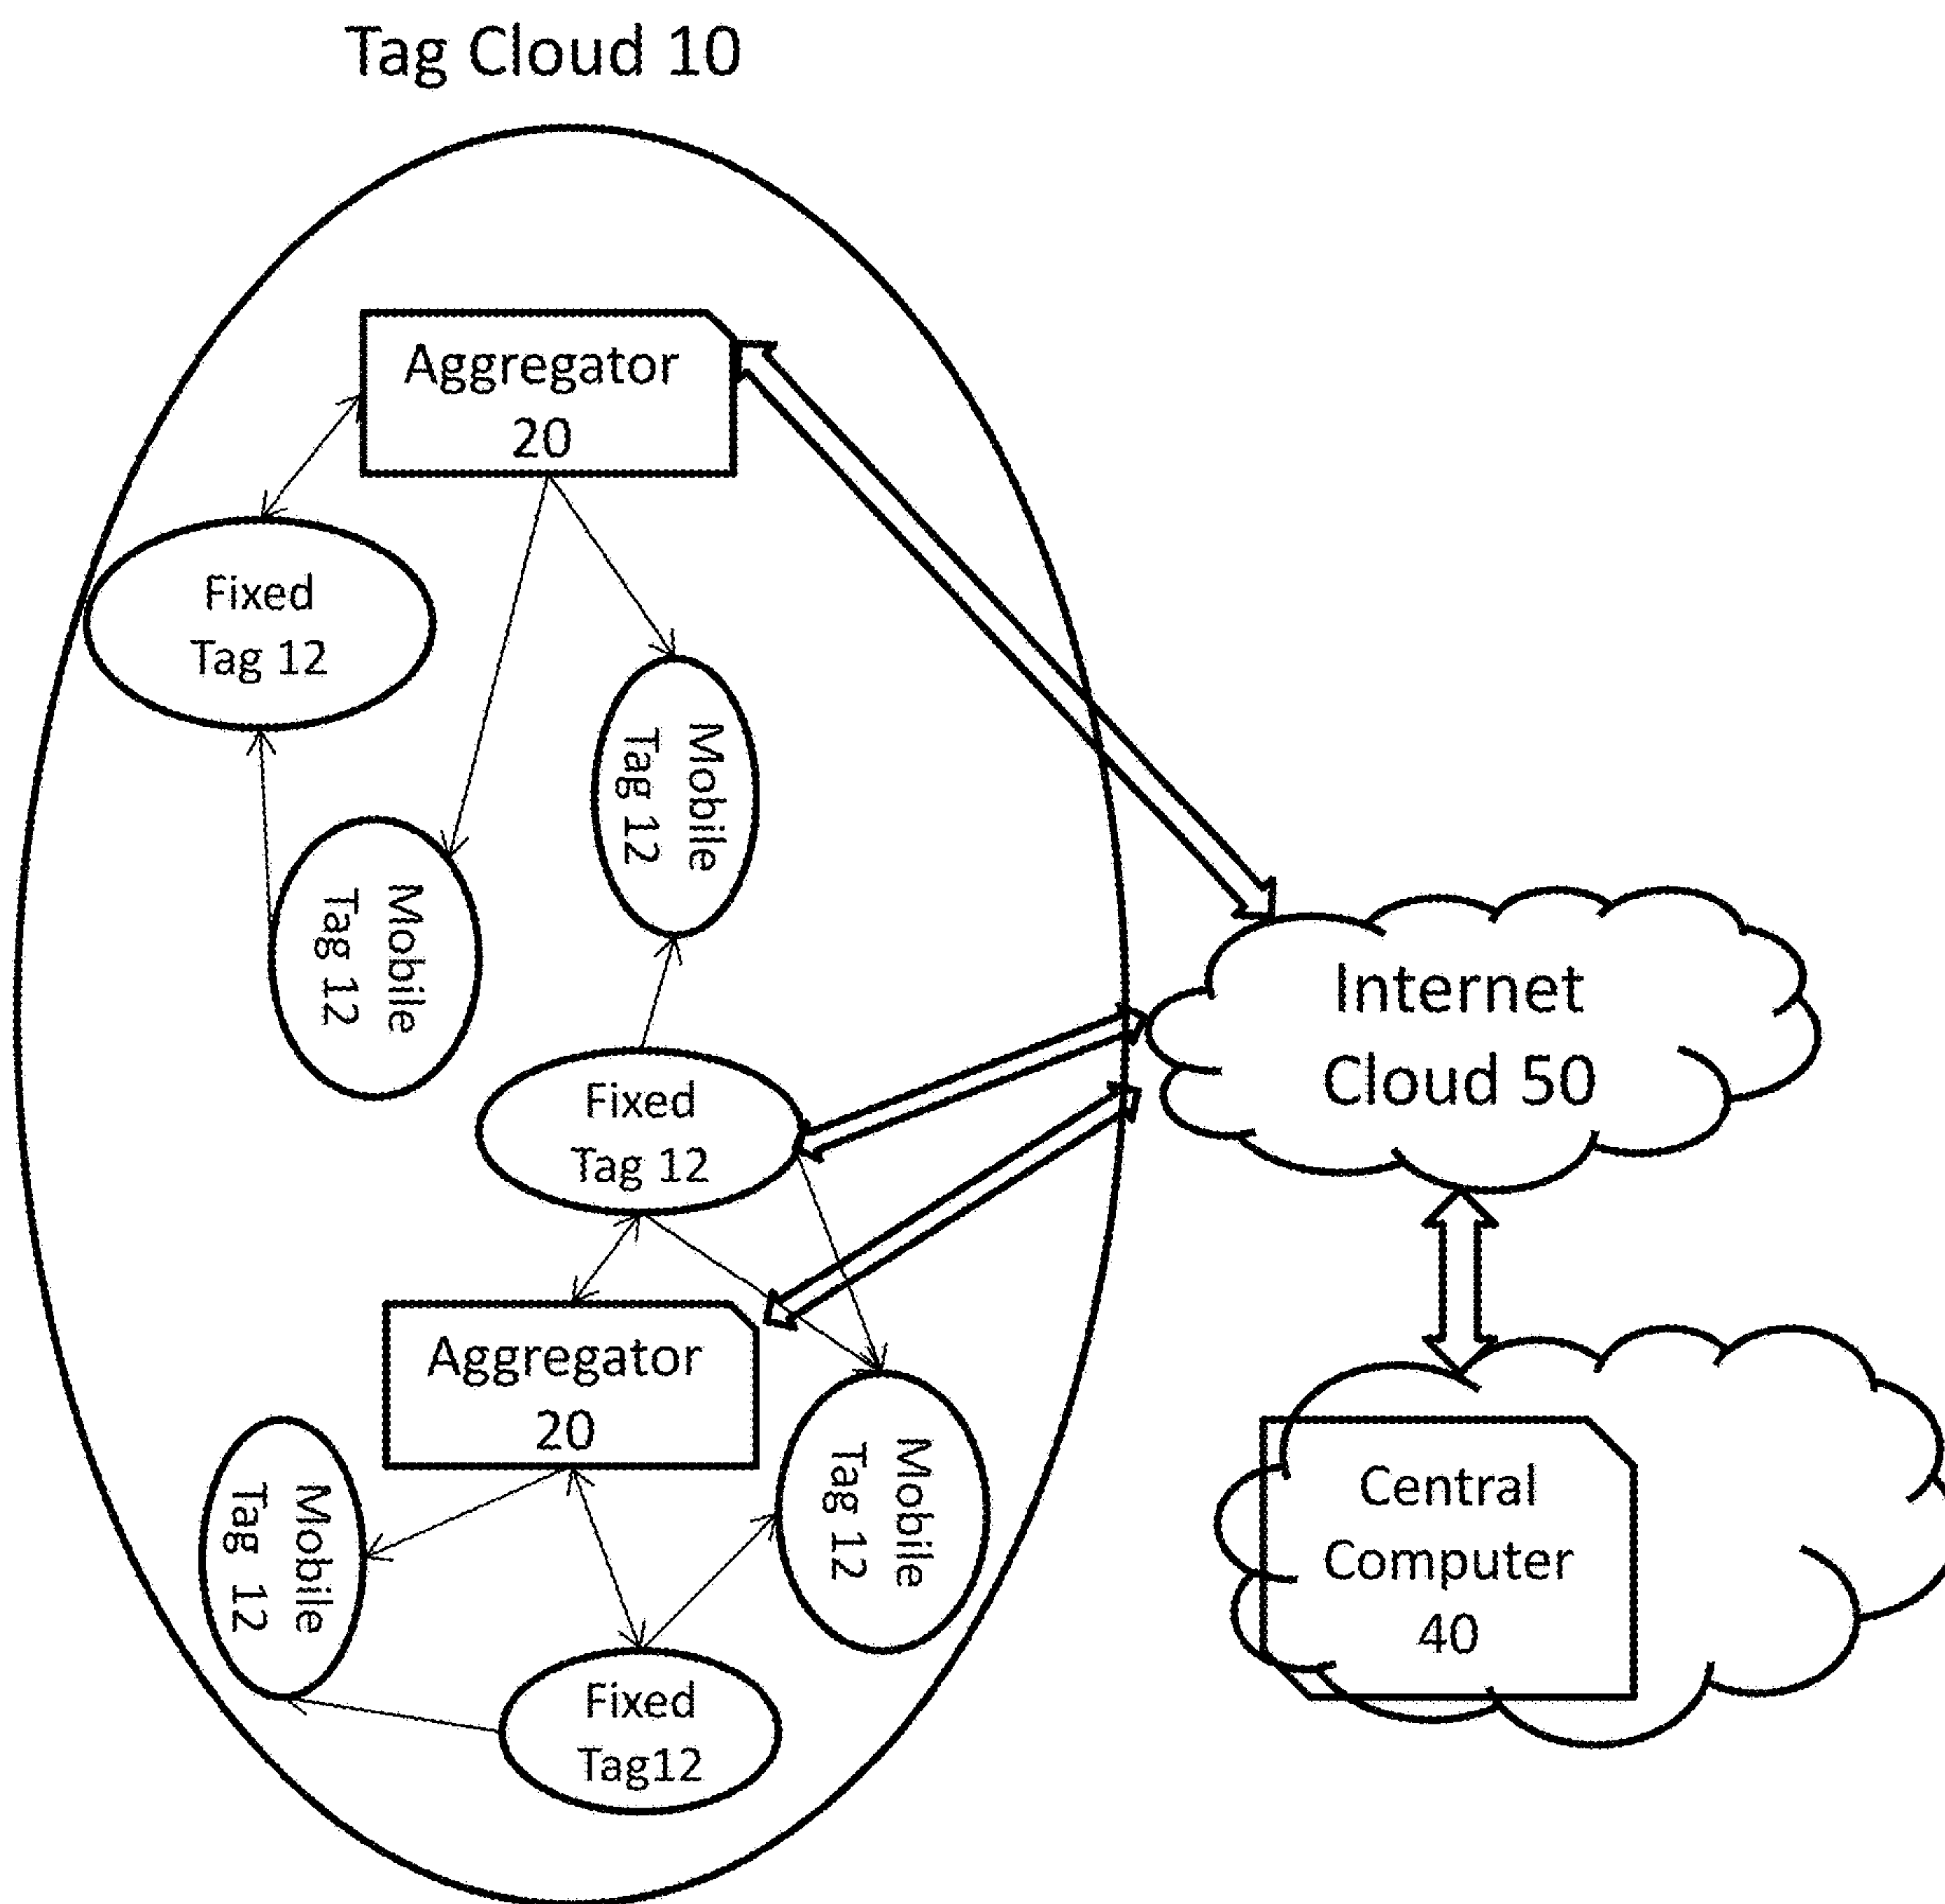 Tag Cloud 10
Aggregator
20
Fixed
Tag 12
Mobile
Tag 12
Mobile
Tag 12
Internet
Cloud 50
Fixed
Tag 12
Aggregator
20
Mobile
Tag 12
Mobile
Tag 12
Central
Computer
40
Fixed
Tag12